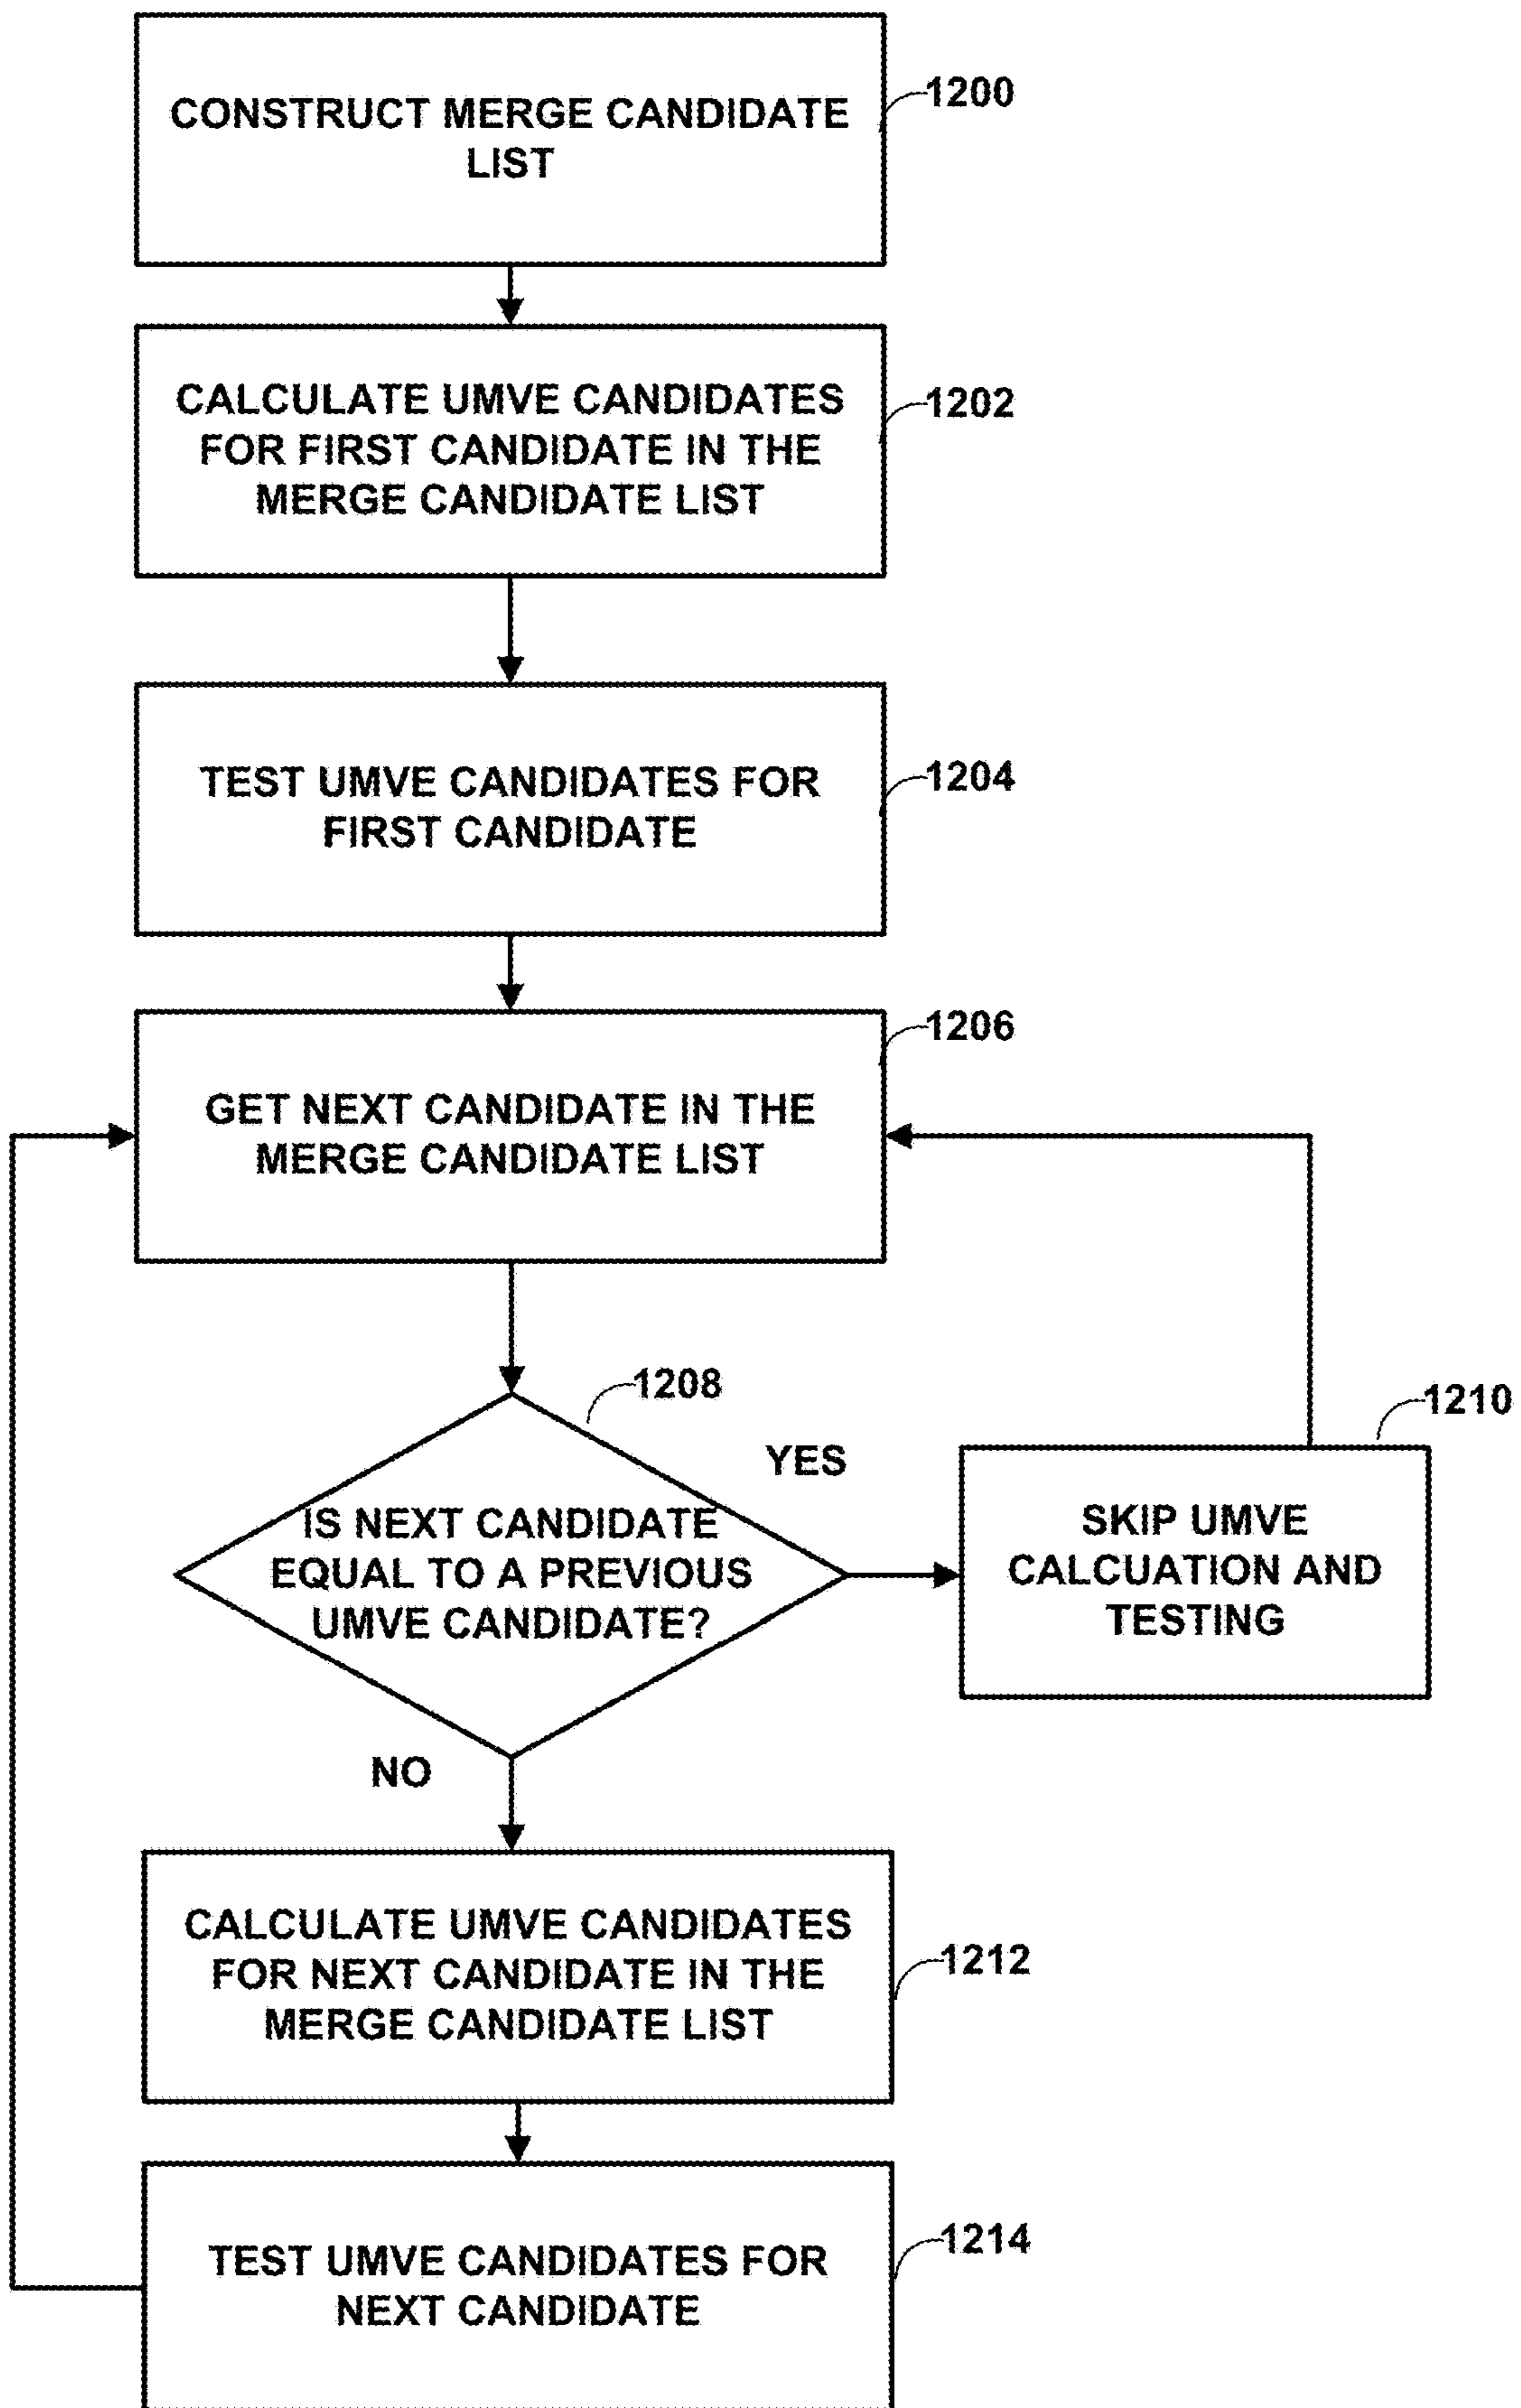 CONSTRUCT MERGE CANDIDATE
LIST
1200
CALCULATE UMVE CANDIDATES
FOR FIRST CANDIDATE IN THE
MERGE CANDIDATE LIST
1202
TEST UMVE CANDIDATES FOR
FIRST CANDIDATE
1204
GET NEXT CANDIDATE IN THE
MERGE CANDIDATE LIST
1206
IS NEXT CANDIDATE
EQUAL TO A PREVIOUS
UMVE CANDIDATE?
1208
YES
SKIP UMVE
CALCUATION AND
TESTING
1210
NO
CALCULATE UMVE CANDIDATES
FOR NEXT CANDIDATE IN THE
MERGE CANDIDATE LIST
1212
TEST UMVE CANDIDATES FOR
NEXT CANDIDATE
1214